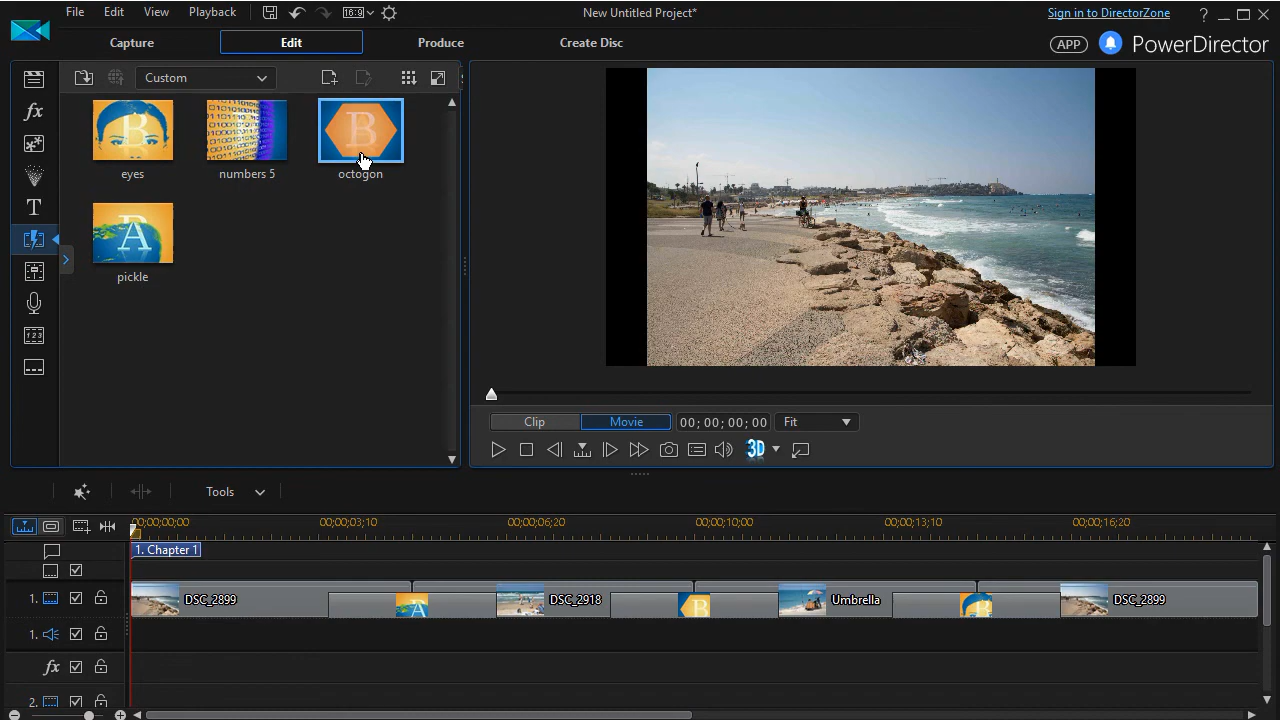 File Edit View Playback 16:9 New Untitled Project* Sign in to DirectorZone ?
Capture Edit Produce Create Disc APP PowerDirector
Custom
fx
T
B B
eyes numbers 5 octogon
A
pickle
Clip Movie 00; 00; 00; 00 Fit
3D
Tools
00;00;00;00 00;00;03;10 00;00;06;20 00;00;10;00 00;00;13;10 00;00;16;20
1. Chapter 1
1. DSC_2899 A DSC_2918 B Umbrella B DSC_2899
1.
fx
2.